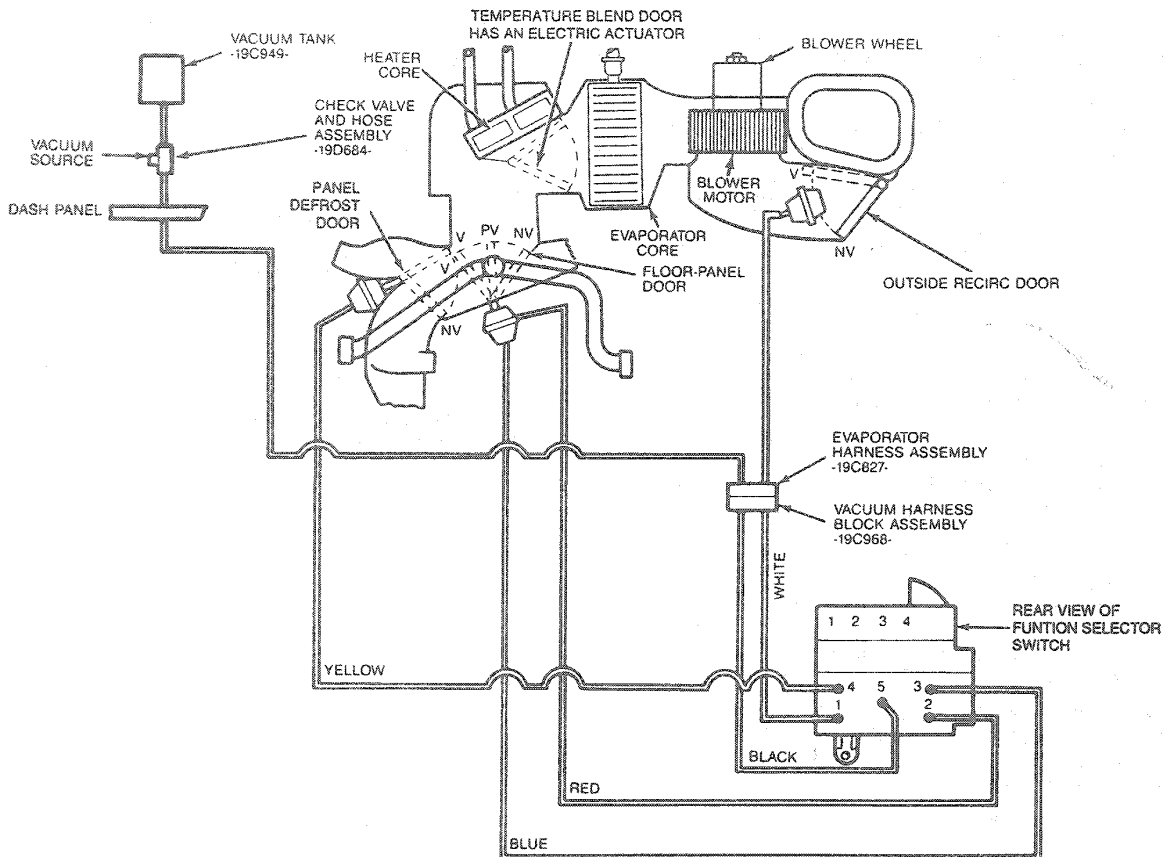 TEMPERATURE BLEND DOOR
HAS AN ELECTRIC ACTUATOR
VACUUM TANK
-19C949-
HEATER
CORE
BLOWER WHEEL
CHECK VALVE
AND HOSE
ASSEMBLY
-19D684-
VACUUM
SOURCE
DASH PANEL
PANEL
DEFROST
DOOR
BLOWER
MOTOR
V
NV
EVAPORATOR
CORE
OUTSIDE RECIRC DOOR
V
PV
NV
V
NV
FLOOR-PANEL
DOOR
EVAPORATOR
HARNESS ASSEMBLY
-19C827-
VACUUM HARNESS
BLOCK ASSEMBLY
-19C968-
WHITE
1 2 3 4
REAR VIEW OF
FUNTION SELECTOR
SWITCH
YELLOW
4 5 3
1 2
BLACK
RED
BLUE